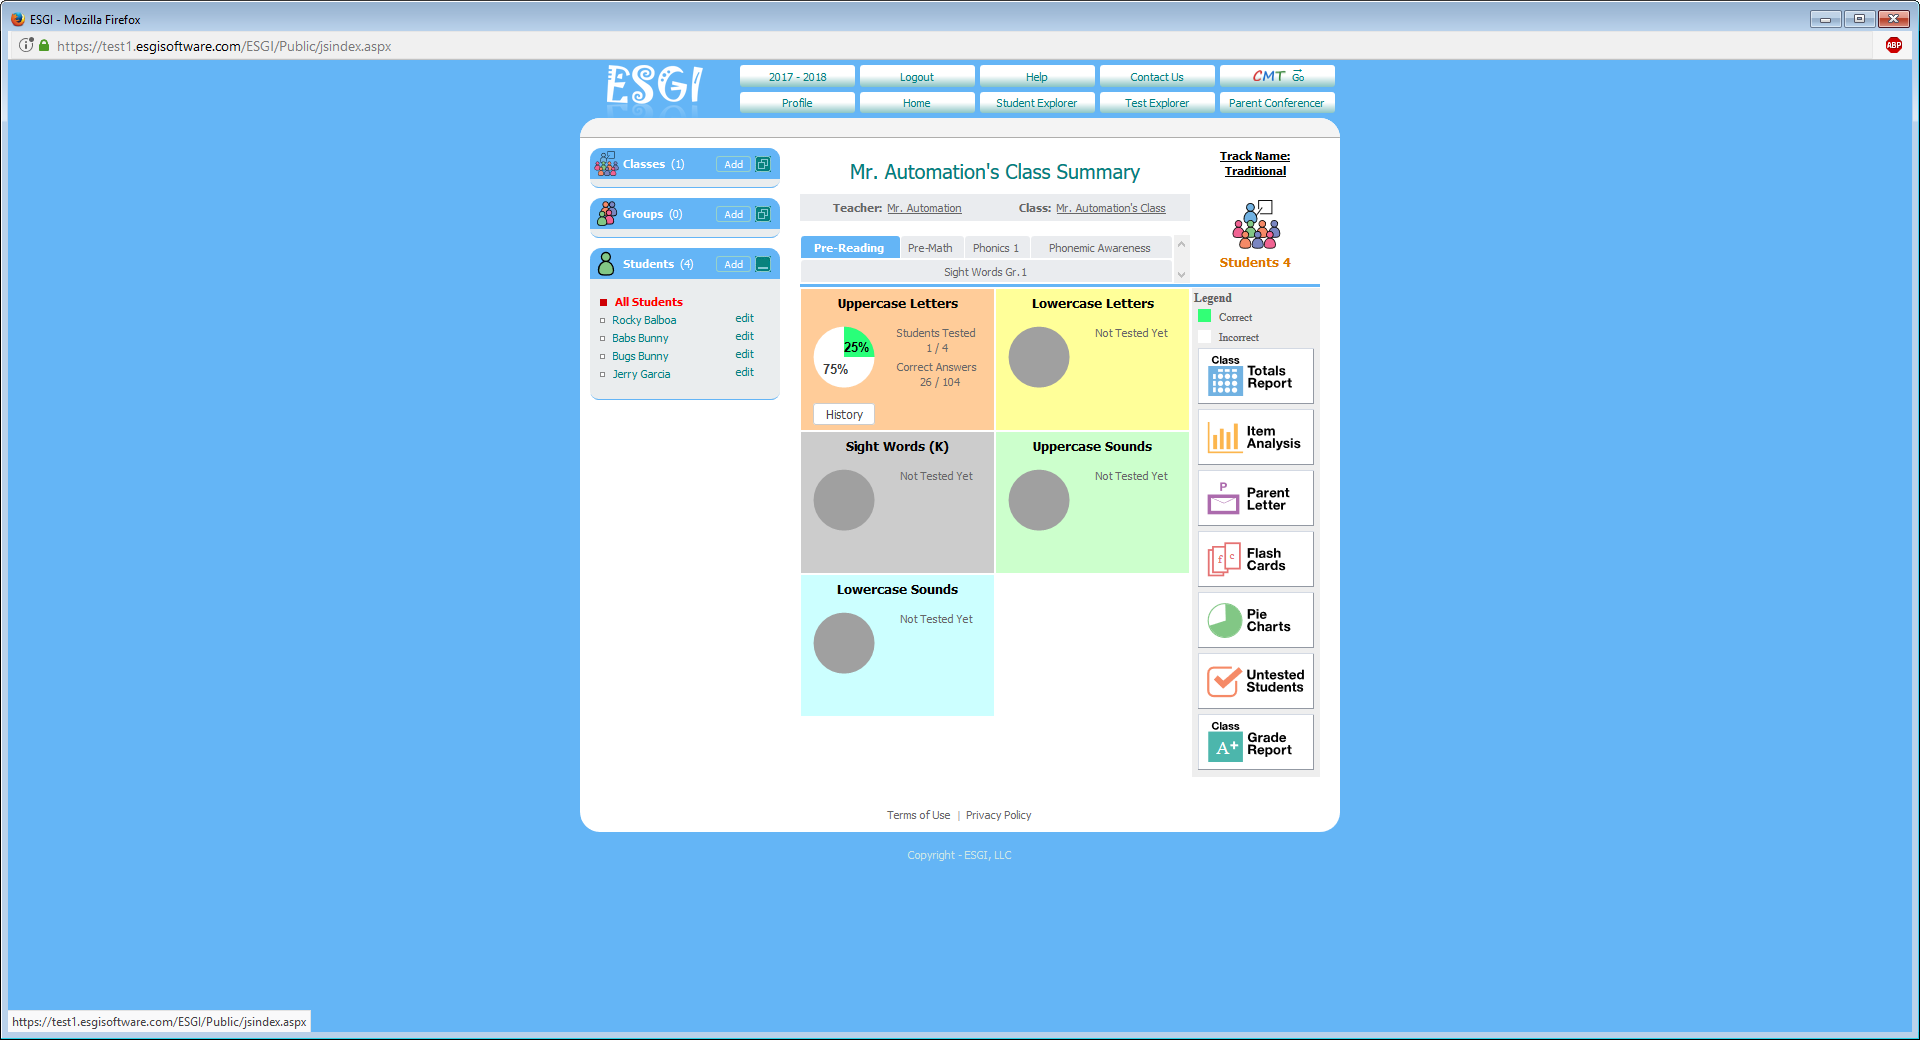 ESGI - Mozilla Firefox
https://test1.esgisoftware.com/ESGI/Public/jsindex.aspx
ABP
ESGI
2017 - 2018
Logout
Help
Contact Us
CMT Go
Profile
Home
Student Explorer
Test Explorer
Parent Conferencer
Classes (1)
Add
Groups (0)
Add
Students (4)
Add
All Students
Rocky Balboa edit
Babs Bunny edit
Bugs Bunny edit
Jerry Garcia edit
Mr. Automation's Class Summary
Teacher: Mr. Automation Class: Mr. Automation's Class
Pre-Reading Pre-Math Phonics 1 Phonemic Awareness
Sight Words Gr.1
Track Name:
Traditional
Students 4
Uppercase Letters
25%
75%
Students Tested
1 / 4
Correct Answers
26 / 104
History
Lowercase Letters
Not Tested Yet
Sight Words (K)
Not Tested Yet
Uppercase Sounds
Not Tested Yet
Lowercase Sounds
Not Tested Yet
Legend
Correct
Incorrect
Class
Totals
Report
Item
Analysis
P
Parent
Letter
f c
Flash
Cards
Pie
Charts
Untested
Students
Class
A+
Grade
Report
Terms of Use | Privacy Policy
Copyright - ESGI, LLC
https://test1.esgisoftware.com/ESGI/Public/jsindex.aspx